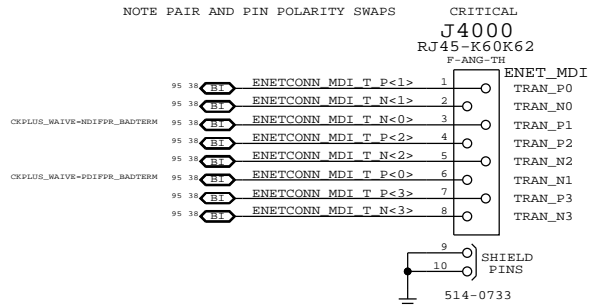 NOTE PAIR AND PIN POLARITY SWAPS
CRITICAL
J4000
RJ45-K60K62
F-ANG-TH
ENET_MDI
95 38 BI ENETCONN_MDI_T_P<1> 1 TRAN_P0
95 38 BI ENETCONN_MDI_T_N<1> 2 TRAN_N0
CKPLUS_WAIVE=NDIFPR_BADTERM 95 38 BI ENETCONN_MDI_T_N<0> 3 TRAN_P1
95 38 BI ENETCONN_MDI_T_P<2> 4 TRAN_P2
95 38 BI ENETCONN_MDI_T_N<2> 5 TRAN_N2
CKPLUS_WAIVE=PDIFPR_BADTERM 95 38 BI ENETCONN_MDI_T_P<0> 6 TRAN_N1
95 38 BI ENETCONN_MDI_T_P<3> 7 TRAN_P3
95 38 BI ENETCONN_MDI_T_N<3> 8 TRAN_N3
9
10
SHIELD
PINS
514-0733